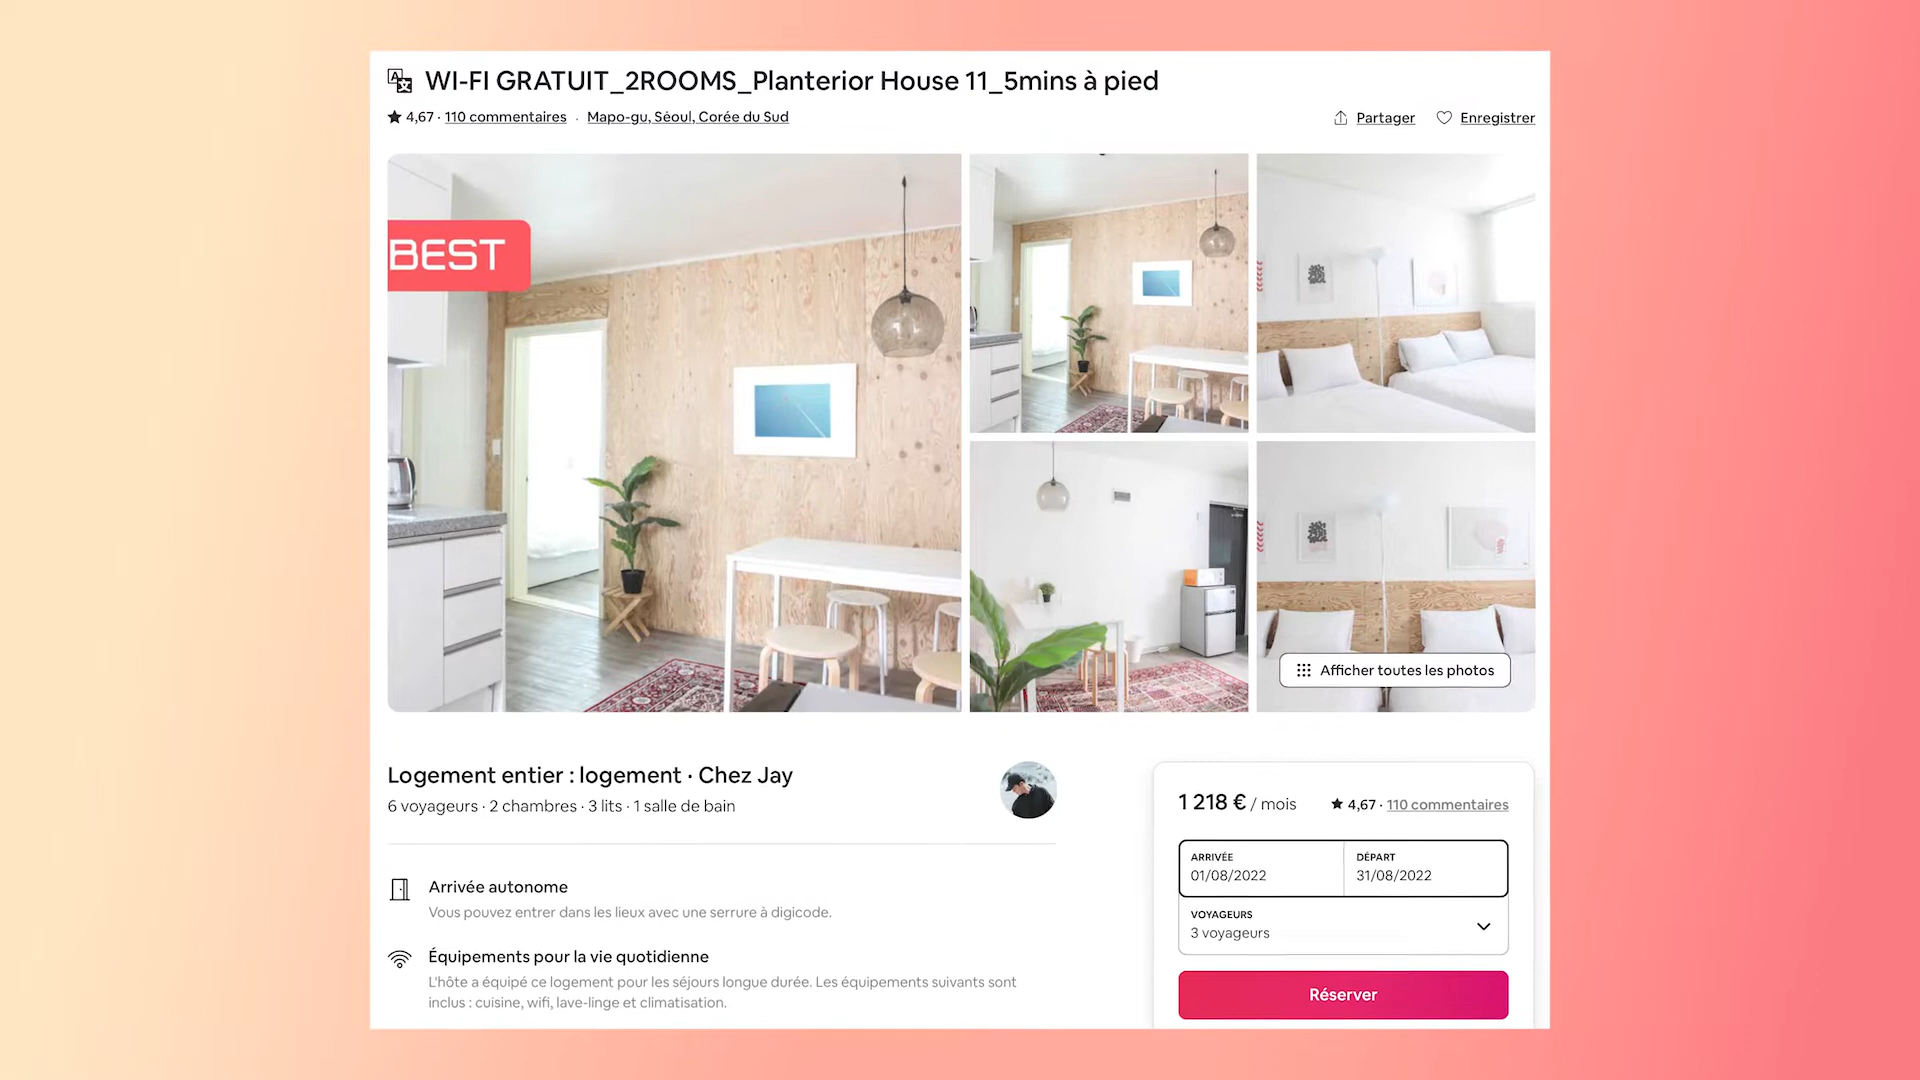 WI-FI GRATUIT_2ROOMS_Planterior House 11_5mins à pied
4,67 · 110 commentaires · Mapo-gu, Séoul, Corée du Sud
Partager
Enregistrer
BEST
Afficher toutes les photos
Logement entier : logement · Chez Jay
6 voyageurs · 2 chambres · 3 lits · 1 salle de bain
Arrivée autonome
Vous pouvez entrer dans les lieux avec une serrure à digicode.
Équipements pour la vie quotidienne
L'hôte a équipé ce logement pour les séjours longue durée. Les équipements suivants sont
inclus : cuisine, wifi, lave-linge et climatisation.
1 218 € / mois
4,67 · 110 commentaires
ARRIVÉE
01/08/2022
DÉPART
31/08/2022
VOYAGEURS
3 voyageurs
Réserver